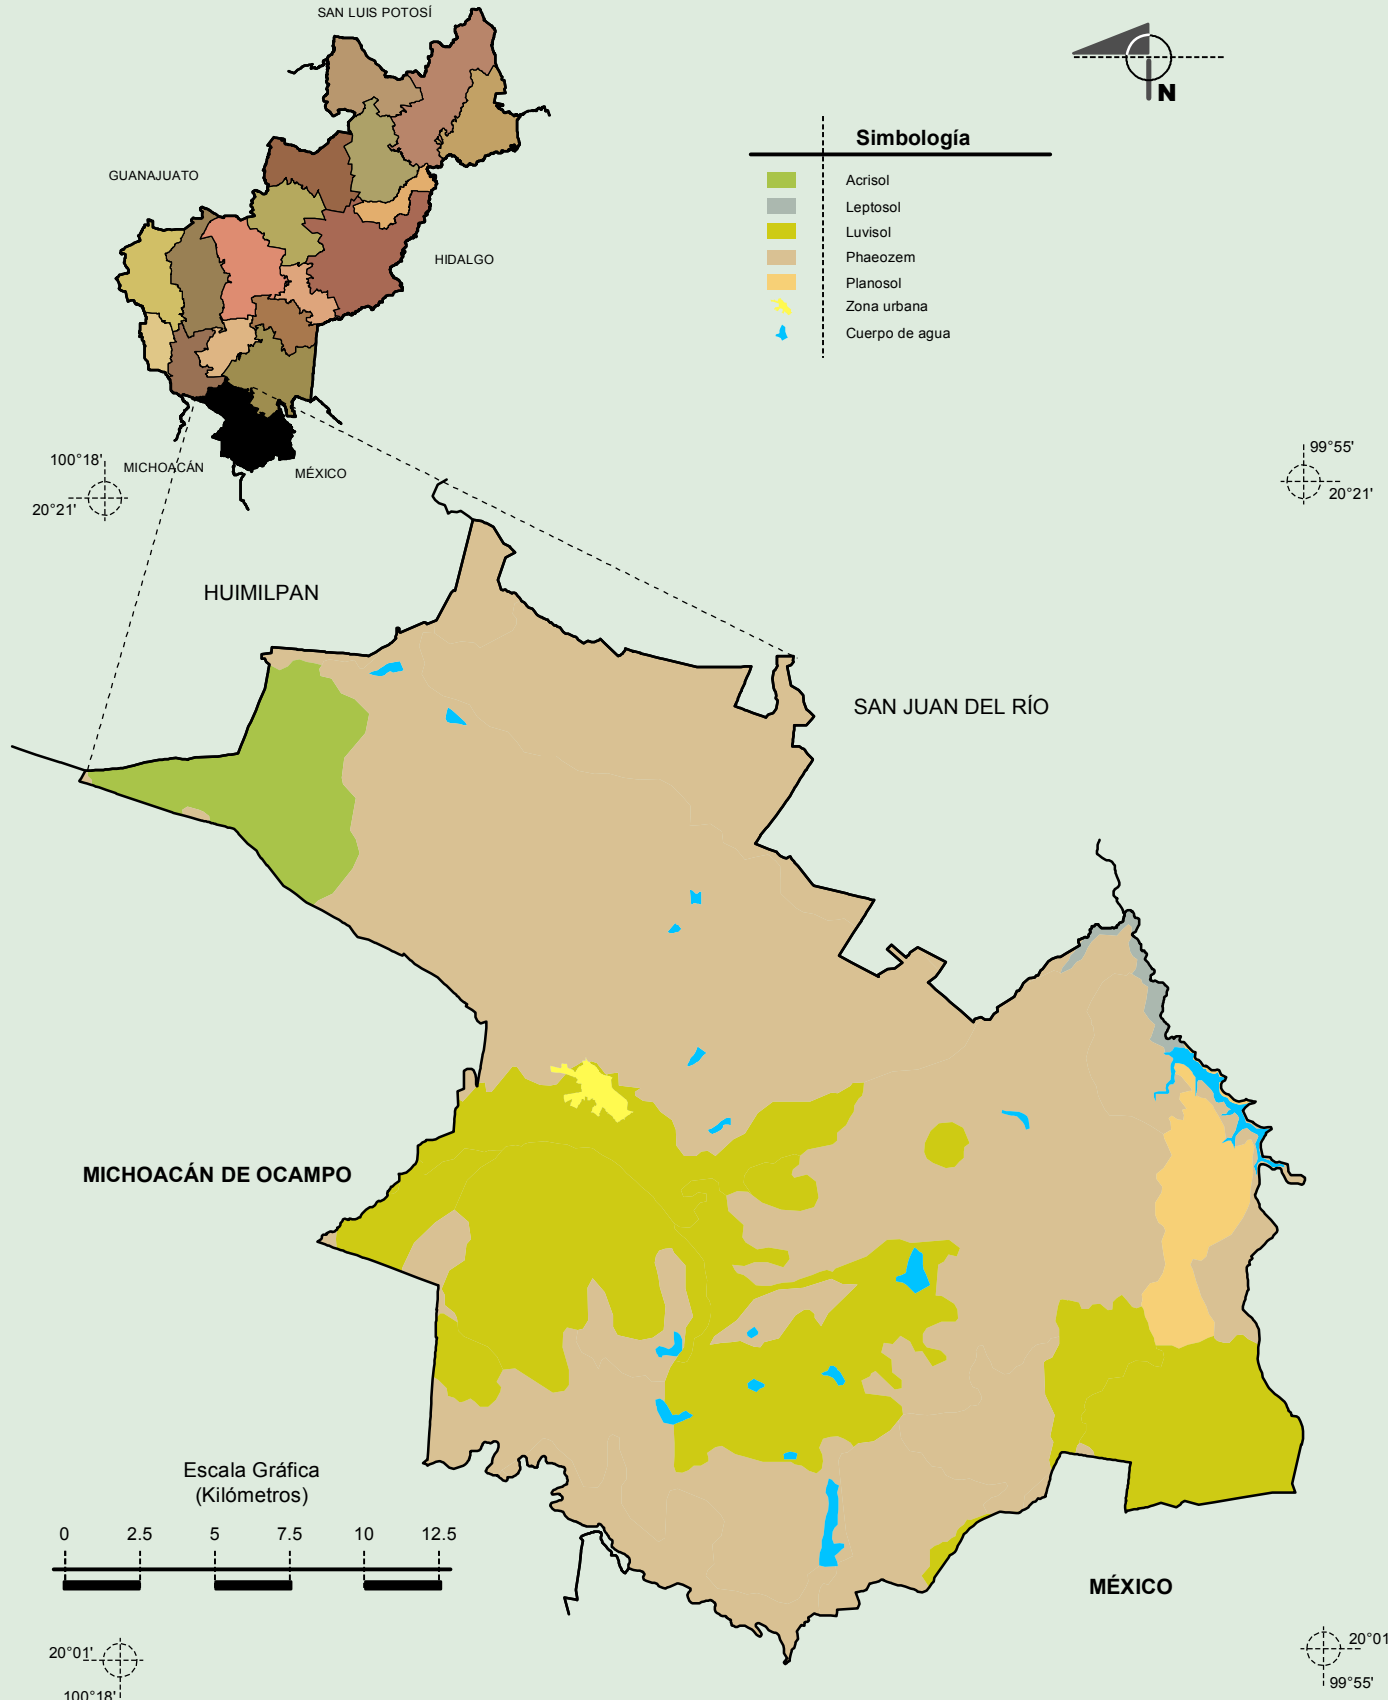 SAN LUIS POTOSÍ
N
Simbología
GUANAJUATO
Acrisol
Leptosol
Luvisol
HIDALGO
Phaeozem
Planosol
Zona urbana
Cuerpo de agua
100°18'
MICHOACÁN
MÉXICO
99°55'
20°21'
20°21'
HUIMILPAN
SAN JUAN DEL RÍO
MICHOACÁN DE OCAMPO
Escala Gráfica
(Kilómetros)
0 2.5 5 7.5 10 12.5
MÉXICO
20°01'
20°01
100°18'
99°55'